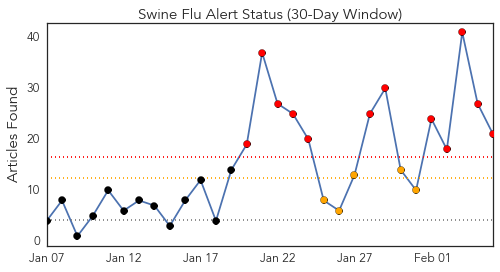 Swine Flu Alert Status (30-Day Window)
Articles Found
40
30
20
10
0
Jan 07 Jan 12 Jan 17 Jan 22 Jan 27 Feb 01